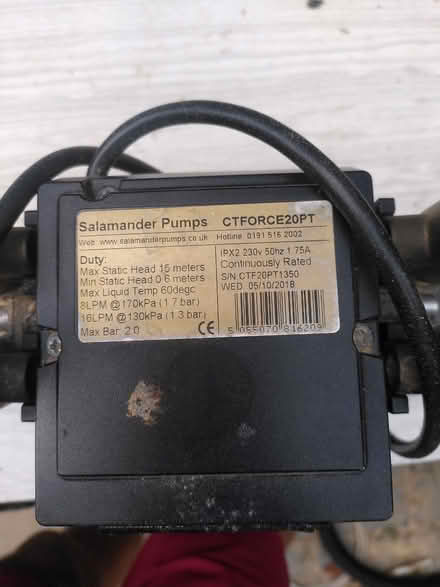 Salamander Pumps CTFORCE20PT
Web: www.salamanderpumps.co.uk Hotline 0191 516 2002
Duty:
Max Static Head 15 meters
Min Static Head 0.6 meters
Max Liquid Temp 60degc
8LPM @170kPa (1.7 bar)
16LPM @130kPa (1.3 bar)
Max Bar: 2.0
CE
IPX2 230v 50hz 1.75A
Continuously Rated
S/N:CTF20PT1350
WED 05/10/2018
5 055070 816209